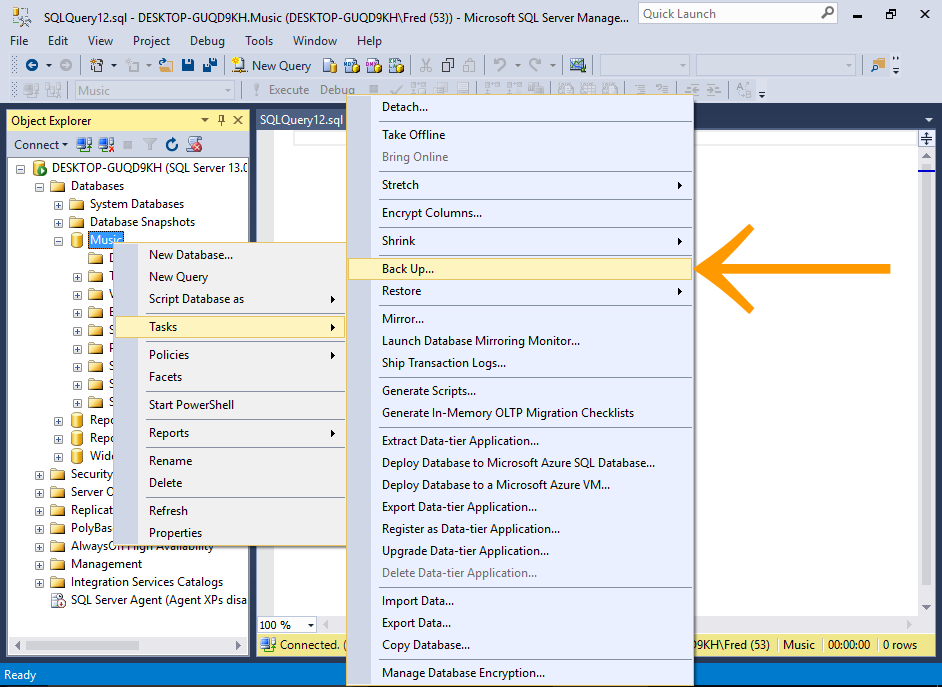 SQLQuery12.sql - DESKTOP-GUQD9KH.Music (DESKTOP-GUQD9KH\Fred (53)) - Microsoft SQL Server Manage...
Quick Launch
File Edit View Project Debug Tools Window Help
New Query
Music
Execute Debug
Object Explorer
Connect
DESKTOP-GUQD9KH (SQL Server 13.0
Databases
System Databases
Database Snapshots
Music
Security
Server O
Replicat
PolyBas
AlwaysOn High Availability
Management
Integration Services Catalogs
SQL Server Agent (Agent XPs disa
New Database...
New Query
Script Database as
Tasks
Policies
Facets
Start PowerShell
Reports
Rename
Delete
Refresh
Properties
SQLQuery12.sql
Detach...
Take Offline
Bring Online
Stretch
Encrypt Columns...
Shrink
Back Up...
Restore
Mirror...
Launch Database Mirroring Monitor...
Ship Transaction Logs...
Generate Scripts...
Generate In-Memory OLTP Migration Checklists
Extract Data-tier Application...
Deploy Database to Microsoft Azure SQL Database...
Deploy Database to a Microsoft Azure VM...
Export Data-tier Application...
Register as Data-tier Application...
Upgrade Data-tier Application...
Delete Data-tier Application...
Import Data...
Export Data...
Copy Database...
Manage Database Encryption...
100 %
Connected. (
9KH\Fred (53) Music 00:00:00 0 rows
Ready